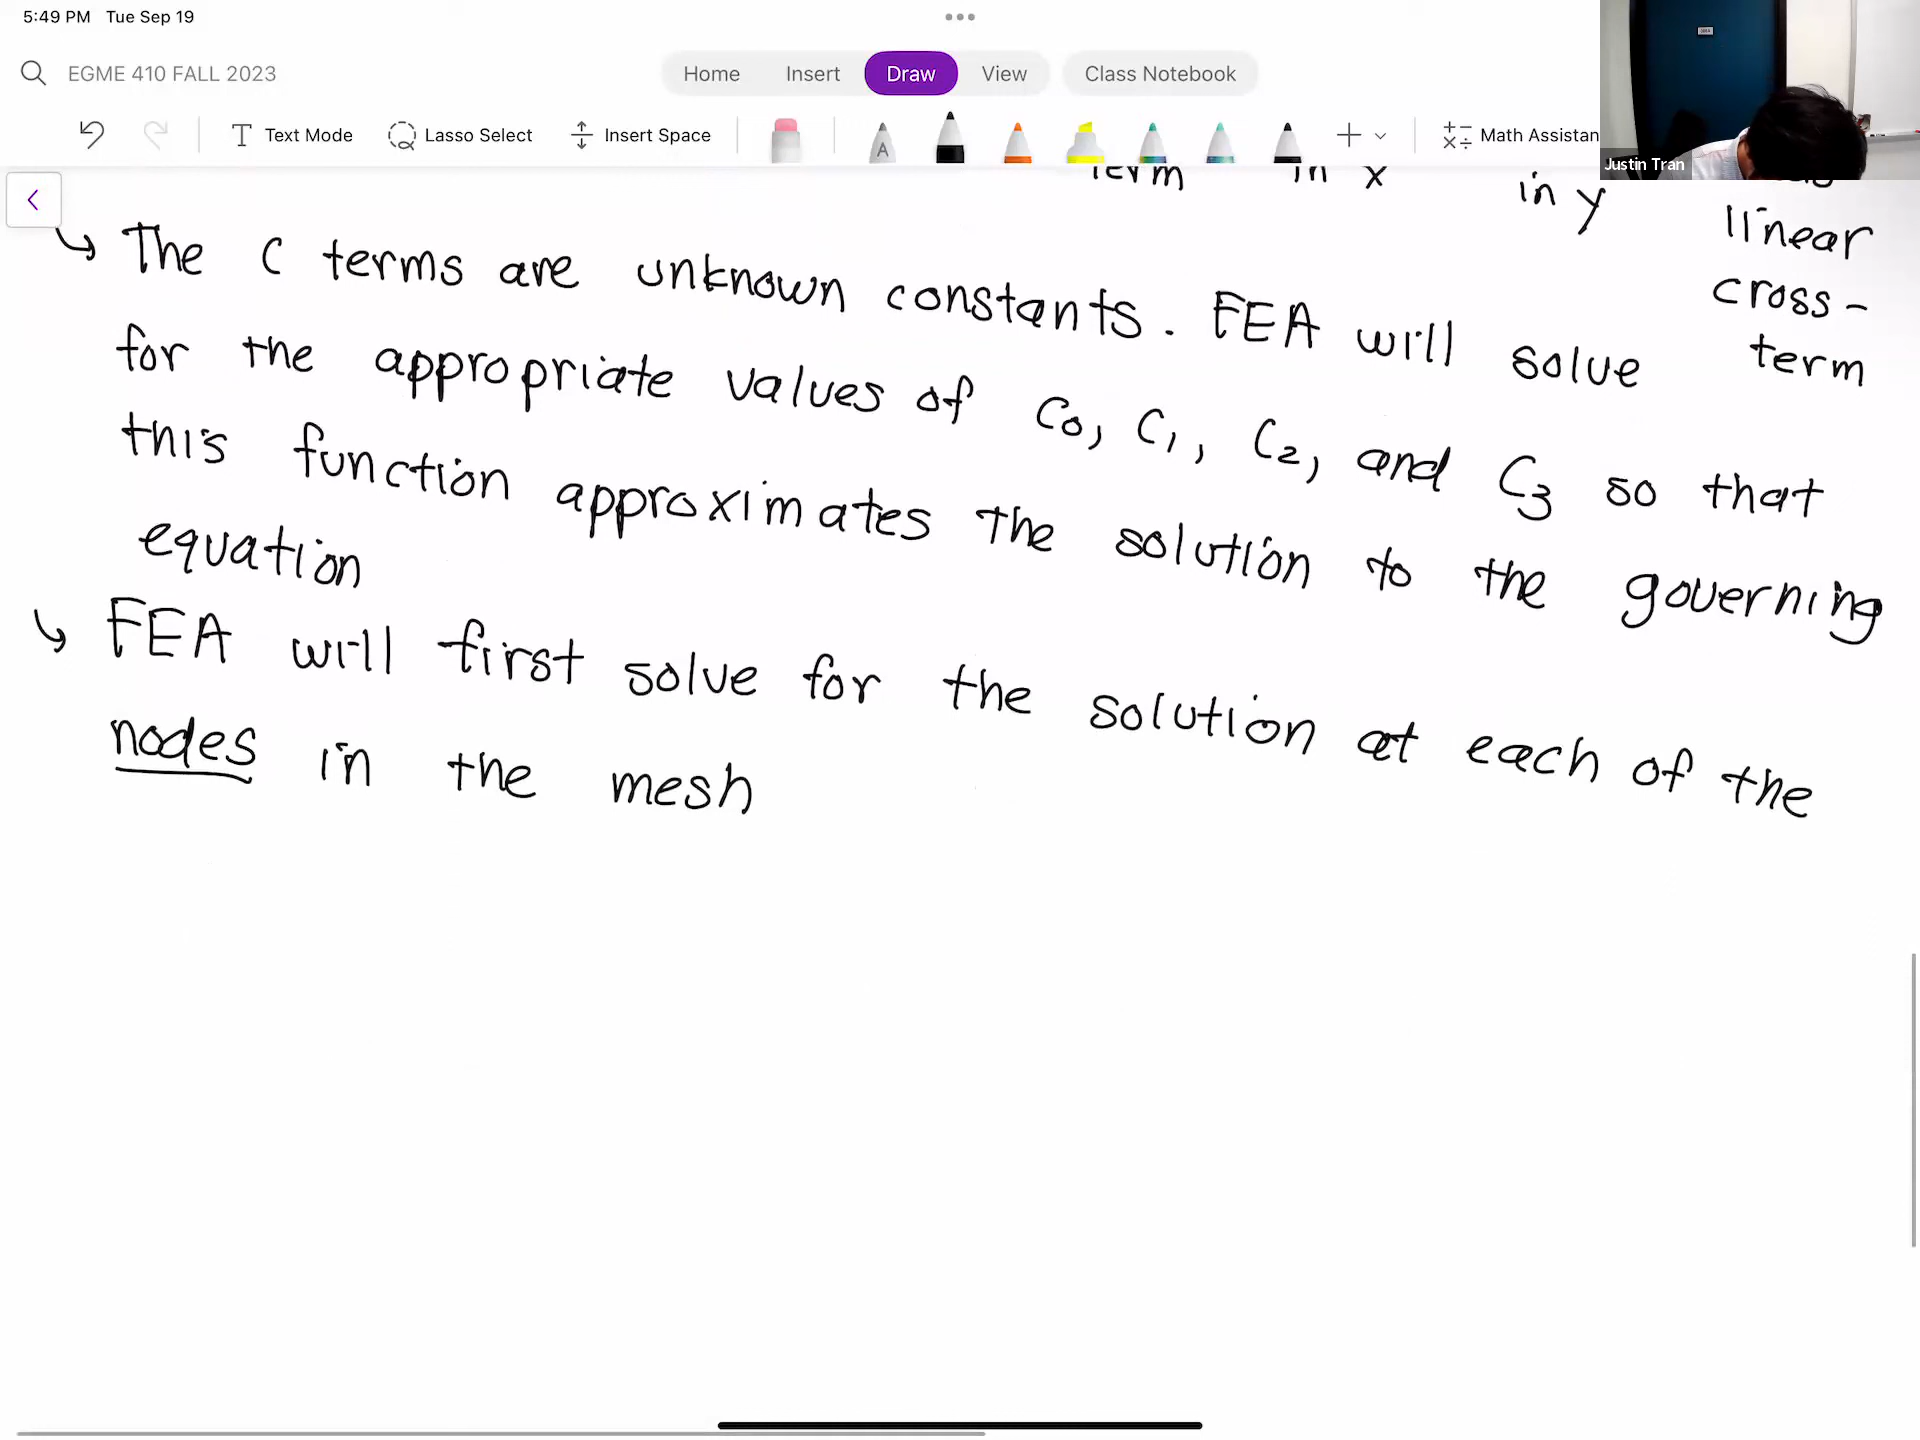 5:49 PM Tue Sep 19
EGME 410 FALL 2023
Home Insert Draw View Class Notebook
Text Mode Lasso Select Insert Space A Math Assistan
Justin Tran
term in x in y
linear
cross-
term
The C terms are unknown constants. FEA will solve
for the appropriate values of C0, C1, C2, and C3 so that
this function approximates the solution to the governing
equation
FEA will first solve for the solution at each of the
nodes in the mesh